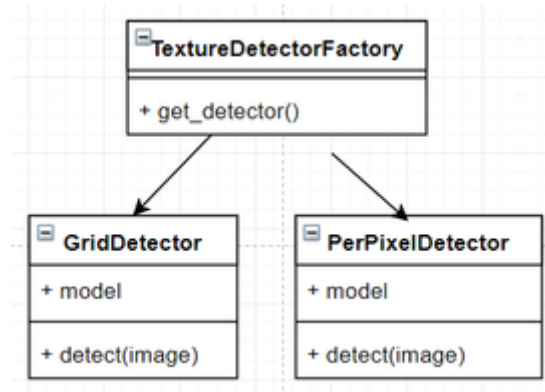 TextureDetectorFactory
+ get_detector()
GridDetector
+ model
+ detect(image)
PerPixelDetector
+ model
+ detect(image)